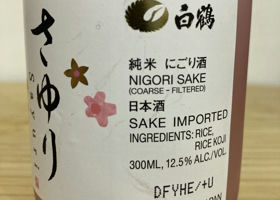 さゆり
SAYURI
白鶴
純米 にごり酒
NIGORI SAKE
(COARSE - FILTERED)
日本酒
SAKE IMPORTED
INGREDIENTS: RICE,
RICE KOJI
300ML, 12.5% ALC./VOL.
DFYHE/+U